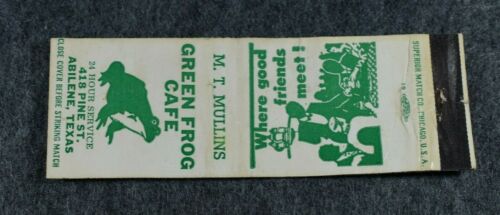 SUPERIOR MATCH CO., CHICAGO, U.S.A.
Where good
friends
meet!
M. T. MULLINS
GREEN FROG
CAFE
24 HOUR SERVICE
418 PINE ST.
ABILENE, TEXAS
CLOSE COVER BEFORE STRIKING MATCH